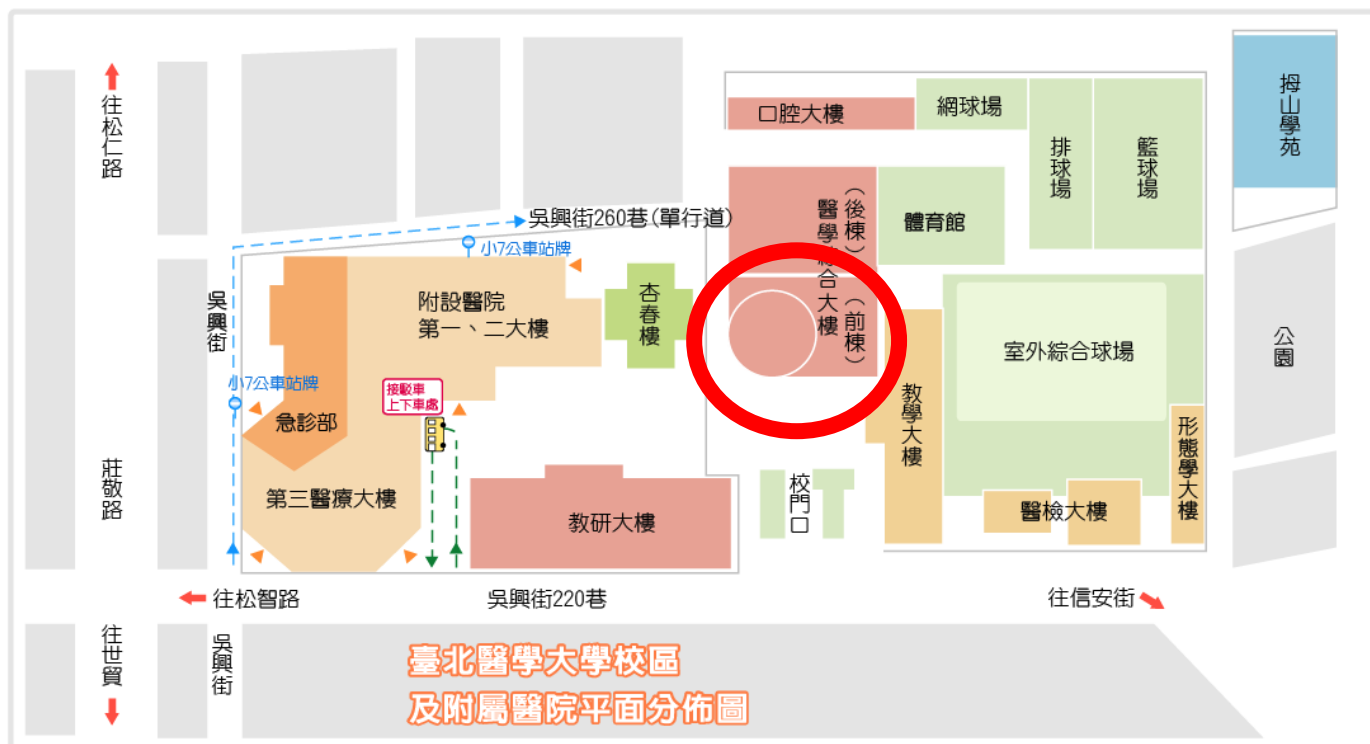 往松仁路
口腔大樓
網球場
排球場
籃球場
拇山學苑
醫學綜合大樓
(後棟)
(前棟)
體育館
吳興街260巷(單行道)
小7公車站牌
吳興街
附設醫院
第一、二大樓
杏春樓
室外綜合球場
公園
小7公車站牌
接駁車
上下車處
急診部
教學大樓
形態學大樓
莊敬路
第三醫療大樓
教研大樓
校門口
醫檢大樓
往松智路
吳興街220巷
往信安街
往世貿
吳興街
臺北醫學大學校區
及附屬醫院平面分佈圖